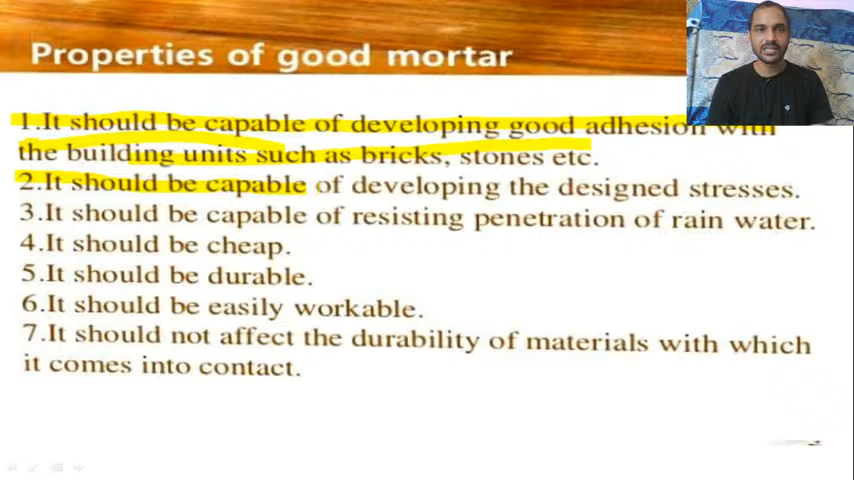 Properties of good mortar
1.It should be capable of developing good adhesion with
the building units such as bricks, stones etc.
2.It should be capable of developing the designed stresses.
3.It should be capable of resisting penetration of rain water.
4.It should be cheap.
5.It should be durable.
6.It should be easily workable.
7.It should not affect the durability of materials with which
it comes into contact.